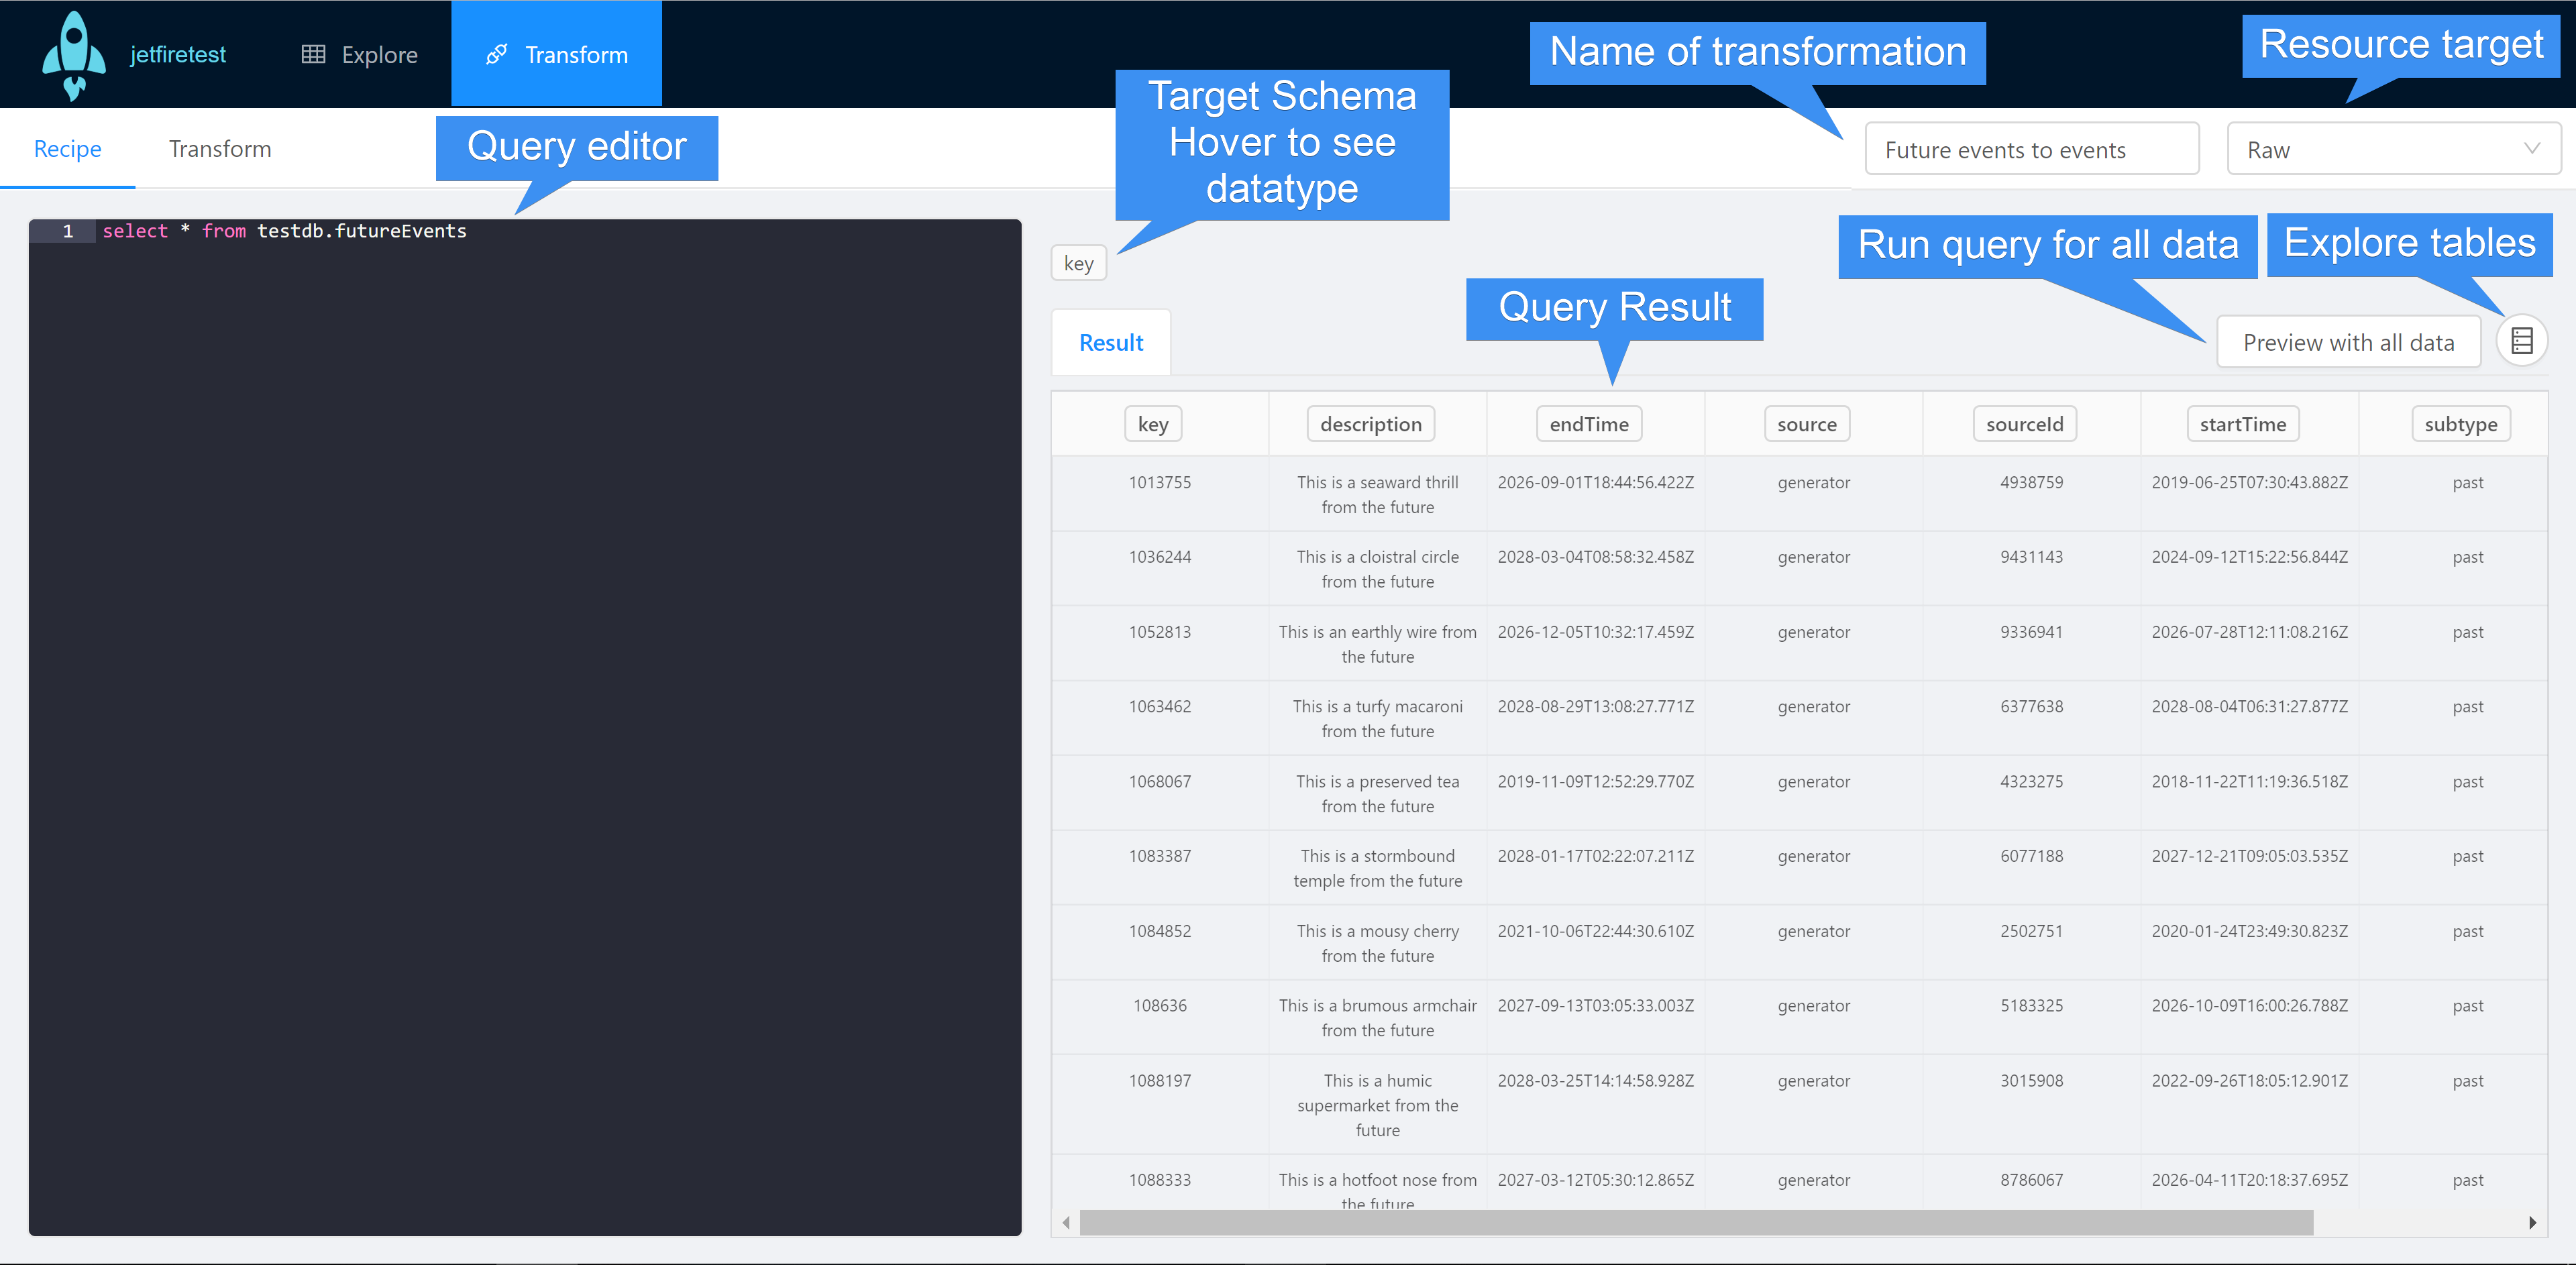 jetfiretest
Explore
Transform
Name of transformation
Resource target
Target Schema
Hover to see
datatype
Recipe
Transform
Query editor
Future events to events
Raw
1 select * from testdb.futureEvents
key
Run query for all data
Explore tables
Query Result
Result
Preview with all data
key description endTime source sourceId startTime subtype
1013755 This is a seaward thrill 2026-09-01T18:44:56.422Z generator 4938759 2019-06-25T07:30:43.882Z past
from the future
1036244 This is a cloistral circle 2028-03-04T08:58:32.458Z generator 9431143 2024-09-12T15:22:56.844Z past
from the future
1052813 This is an earthly wire from 2026-12-05T10:32:17.459Z generator 9336941 2026-07-28T12:11:08.216Z past
the future
1063462 This is a turfy macaroni 2028-08-29T13:08:27.771Z generator 6377638 2028-08-04T06:31:27.877Z past
from the future
1068067 This is a preserved tea 2019-11-09T12:52:29.770Z generator 4323275 2018-11-22T11:19:36.518Z past
from the future
1083387 This is a stormbound 2028-01-17T02:22:07.211Z generator 6077188 2027-12-21T09:05:03.535Z past
temple from the future
1084852 This is a mousy cherry 2021-10-06T22:44:30.610Z generator 2502751 2020-01-24T23:49:30.823Z past
from the future
108636 This is a brumous armchair 2027-09-13T03:05:33.003Z generator 5183325 2026-10-09T16:00:26.788Z past
from the future
1088197 This is a humic 2028-03-25T14:14:58.928Z generator 3015908 2022-09-26T18:05:12.901Z past
supermarket from the
future
1088333 This is a hotfoot nose from 2027-03-12T05:30:12.865Z generator 8786067 2026-04-11T20:18:37.695Z past
the future